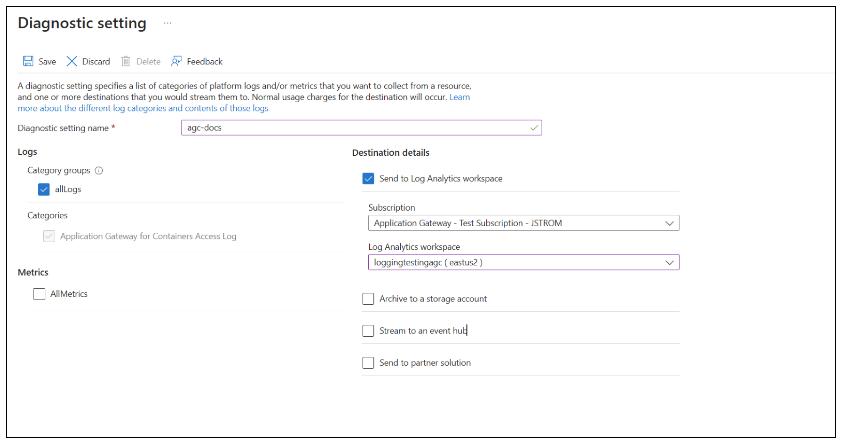 Diagnostic setting ...
Save Discard Delete Feedback
A diagnostic setting specifies a list of categories of platform logs and/or metrics that you want to collect from a resource,
and one or more destinations that you would stream them to. Normal usage charges for the destination will occur. Learn
more about the different log categories and contents of those logs
Diagnostic setting name *
agc-docs
Logs
Category groups
allLogs
Categories
Application Gateway for Containers Access Log
Metrics
AllMetrics
Destination details
Send to Log Analytics workspace
Subscription
Application Gateway - Test Subscription - JSTROM
Log Analytics workspace
loggingtestingagc ( eastus2 )
Archive to a storage account
Stream to an event hub
Send to partner solution